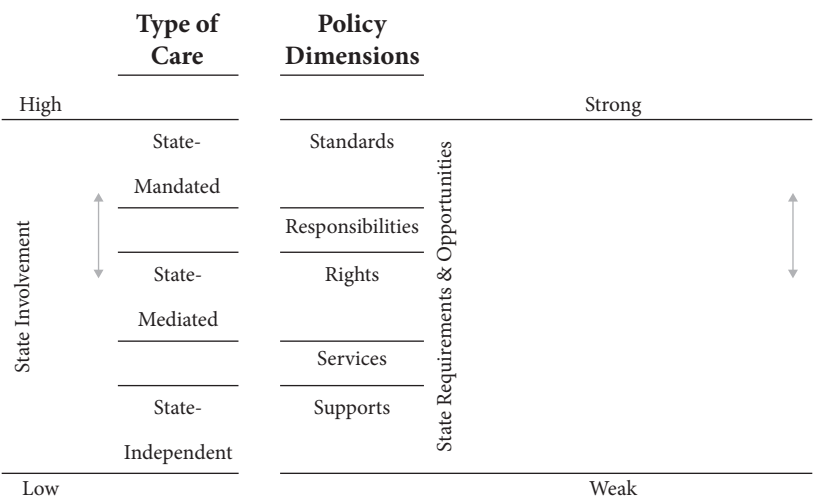 Type of
Care
Policy
Dimensions
High
Strong
State-
Mandated
Standards
Responsibilities
State-
Mediated
Rights
Services
State-
Independent
Supports
State Involvement
State Requirements & Opportunities
Low
Weak